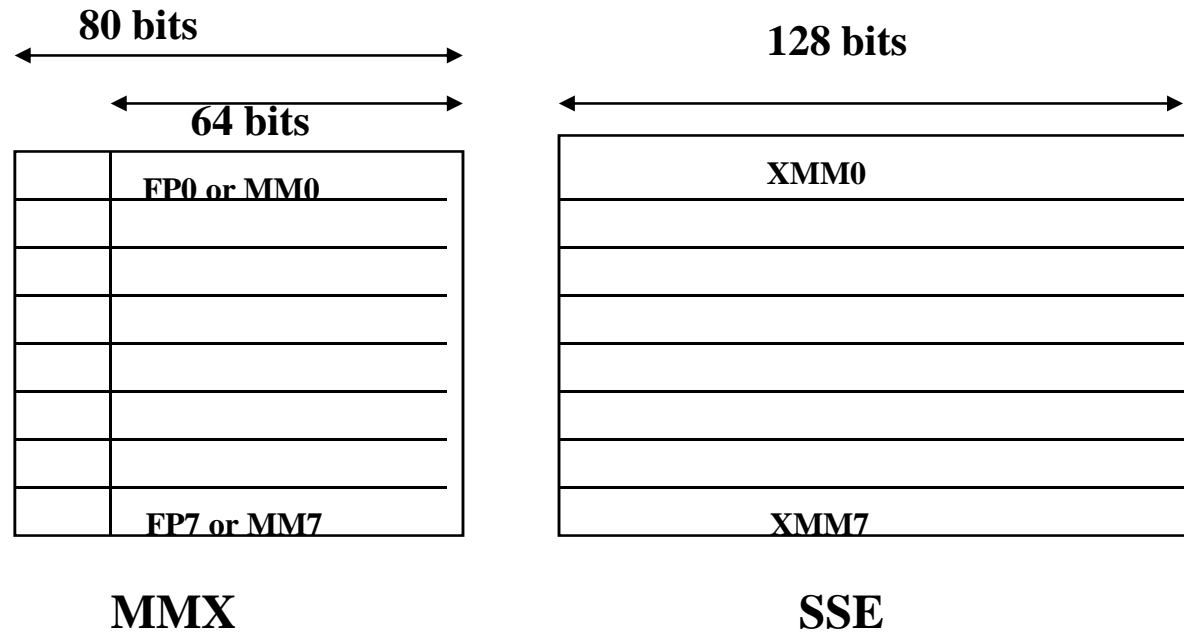 80 bits
128 bits
64 bits
FP0 or MM0
XMM0
FP7 or MM7
XMM7
MMX
SSE